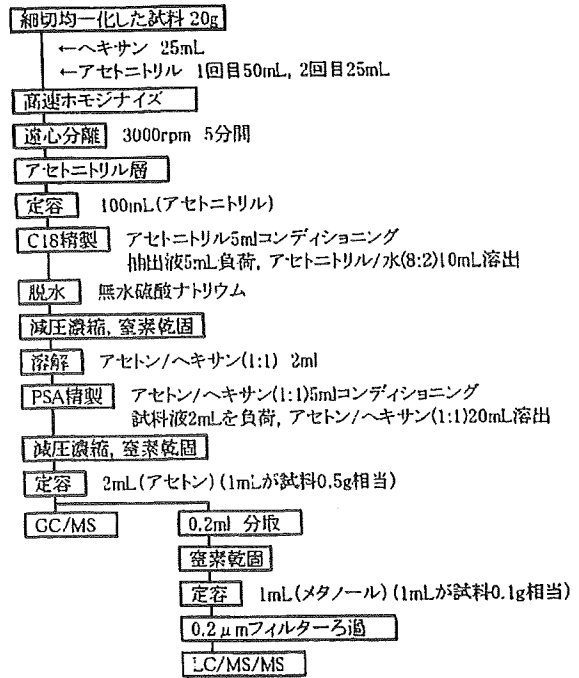 細切均一化した試料 20g
←ヘキサン 25mL
←アセトニトリル 1回目50mL, 2回目25mL
高速ホモジナイズ
遠心分離 3000rpm 5分間
アセトニトリル層
定容 100mL(アセトニトリル)
C18精製 アセトニトリル5mlコンディショニング
抽出液5mL負荷, アセトニトリル/水(8:2)10mL溶出
脱水 無水硫酸ナトリウム
減圧濃縮, 窒素乾固
溶解 アセトン/ヘキサン(1:1) 2ml
PSA精製 アセトン/ヘキサン(1:1)5mlコンディショニング
試料液2mLを負荷, アセトン/ヘキサン(1:1)20mL溶出
減圧濃縮, 窒素乾固
定容 2mL(アセトン)(1mLが試料0.5g相当)
GC/MS 0.2ml 分取
窒素乾固
定容 1mL(メタノール)(1mLが試料0.1g相当)
0.2μmフィルターろ過
LC/MS/MS